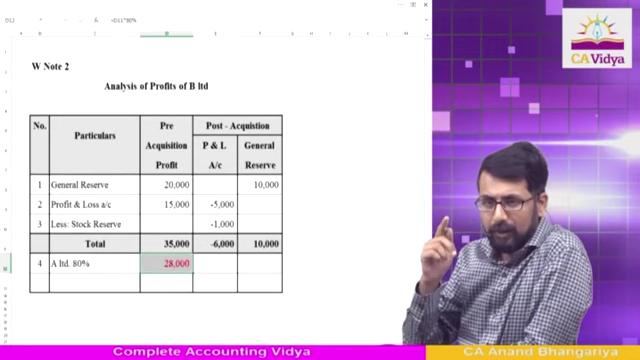 D12 fx =D11*80%
W Note 2
Analysis of Profits of B ltd
No. Particulars Pre Acquisition Profit Post - Acquistion
P & L A/c General Reserve
1 General Reserve 20,000 10,000
2 Profit & Loss a/c 15,000 -5,000
3 Less: Stock Reserve -1,000
Total 35,000 -6,000 10,000
4 A ltd. 80% 28,000
CA Vidya
Complete Accounting Vidya CA Anand Bhangariya